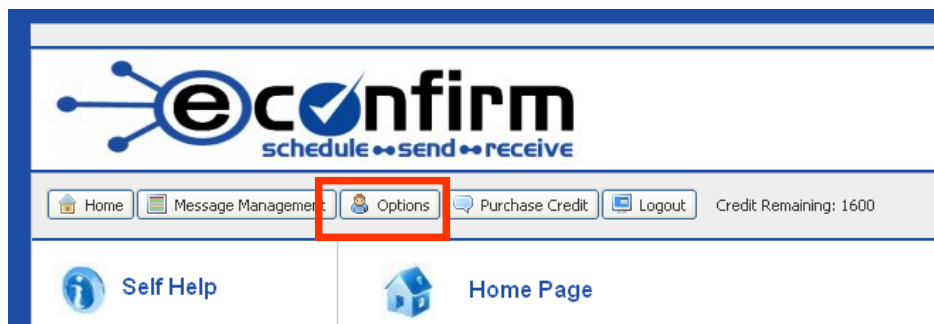 econfirm
schedule send receive
Home Message Management Options Purchase Credit Logout Credit Remaining: 1600
Self Help Home Page